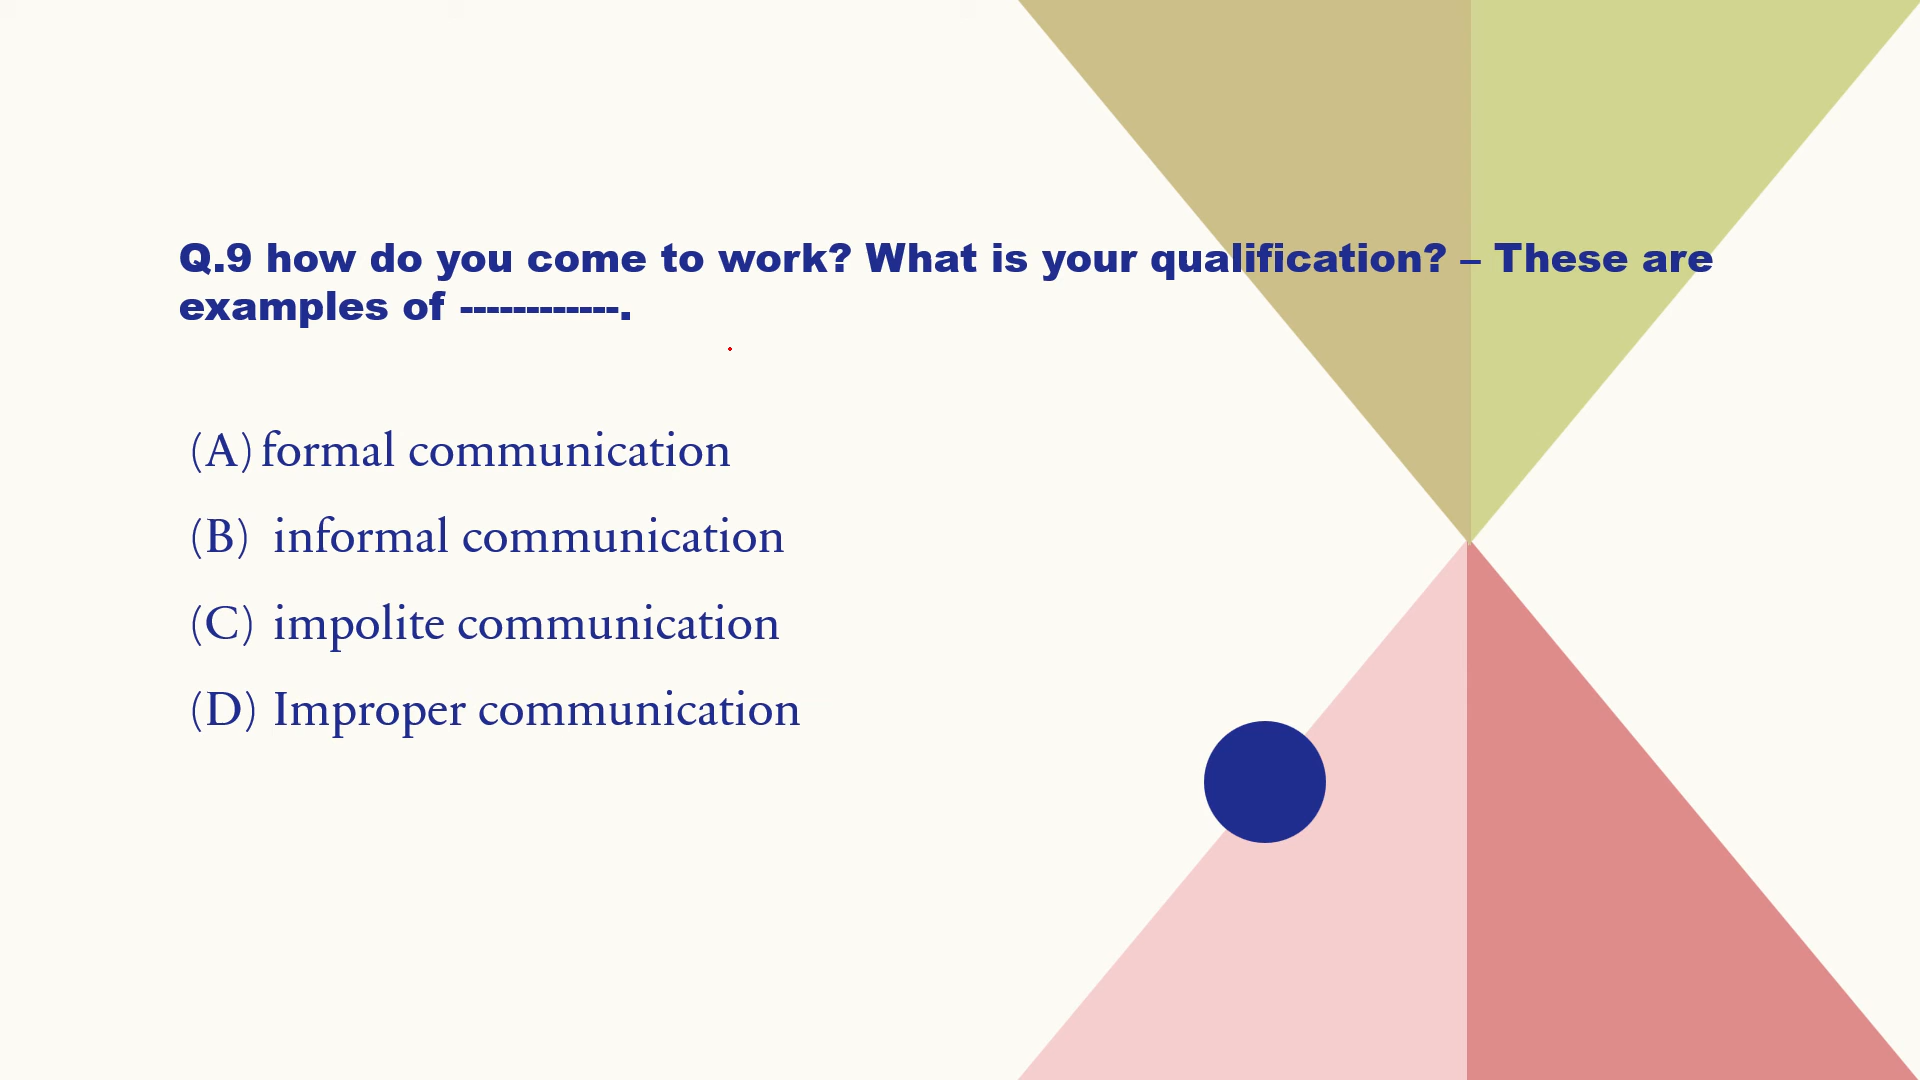 Q.9 how do you come to work? What is your qualification? – These are
examples of ------------.
(A) formal communication
(B) informal communication
(C) impolite communication
(D) Improper communication